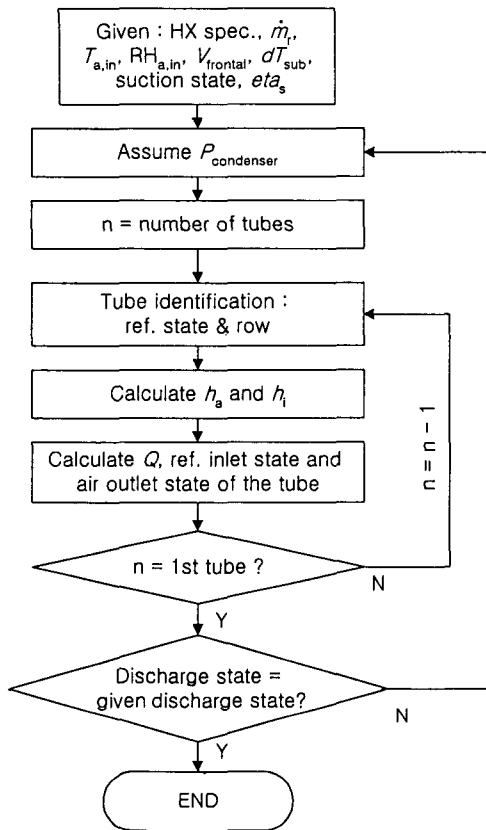 Given : HX spec., ṁr,
Ta,in, RHa,in, Vfrontal, dTsub,
suction state, etas
Assume Pcondenser
n = number of tubes
Tube identification :
ref. state & row
Calculate ha and hi
n = n − 1
Calculate Q, ref. inlet state and
air outlet state of the tube
n = 1st tube ?
N
Y
Discharge state =
given discharge state?
N
Y
END